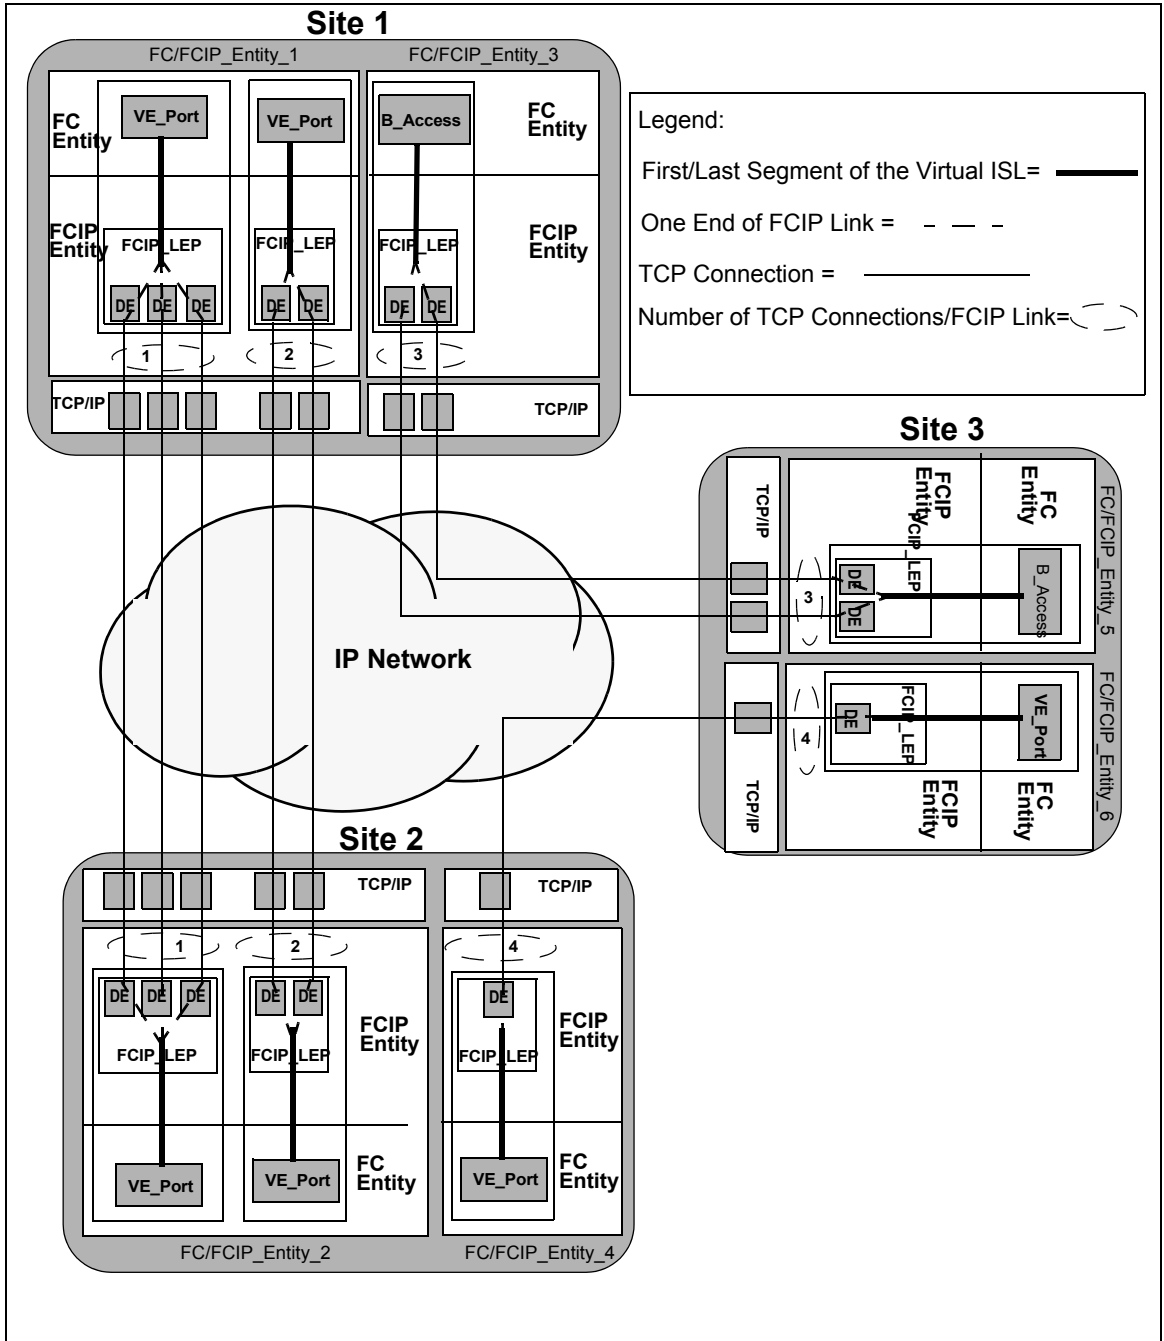 Site 1
FC/FCIP_Entity_1
FC/FCIP_Entity_3
VE_Port
VE_Port
B_Access
FC
Entity
FC
Entity
FCIP
Entity
FCIP_LEP
FCIP_LEP
FCIP_LEP
FCIP
Entity
DE
DE
DE
DE
DE
DE
DE
1
2
3
TCP/IP
TCP/IP
Legend:
First/Last Segment of the Virtual ISL=
One End of FCIP Link =
TCP Connection =
Number of TCP Connections/FCIP Link=
Site 3
TCP/IP
FCIP
Entity
FC
Entity
FC/FCIP_Entity_5
FCIP_LEP
DE
DE
3
B_Access
IP Network
FCIP_LEP
DE
4
VE_Port
FC/FCIP_Entity_6
TCP/IP
FCIP
Entity
FC
Entity
Site 2
TCP/IP
TCP/IP
1
2
4
DE
DE
DE
DE
DE
DE
FCIP_LEP
FCIP_LEP
FCIP
Entity
FCIP_LEP
FCIP
Entity
VE_Port
VE_Port
FC
Entity
VE_Port
FC
Entity
FC/FCIP_Entity_2
FC/FCIP_Entity_4